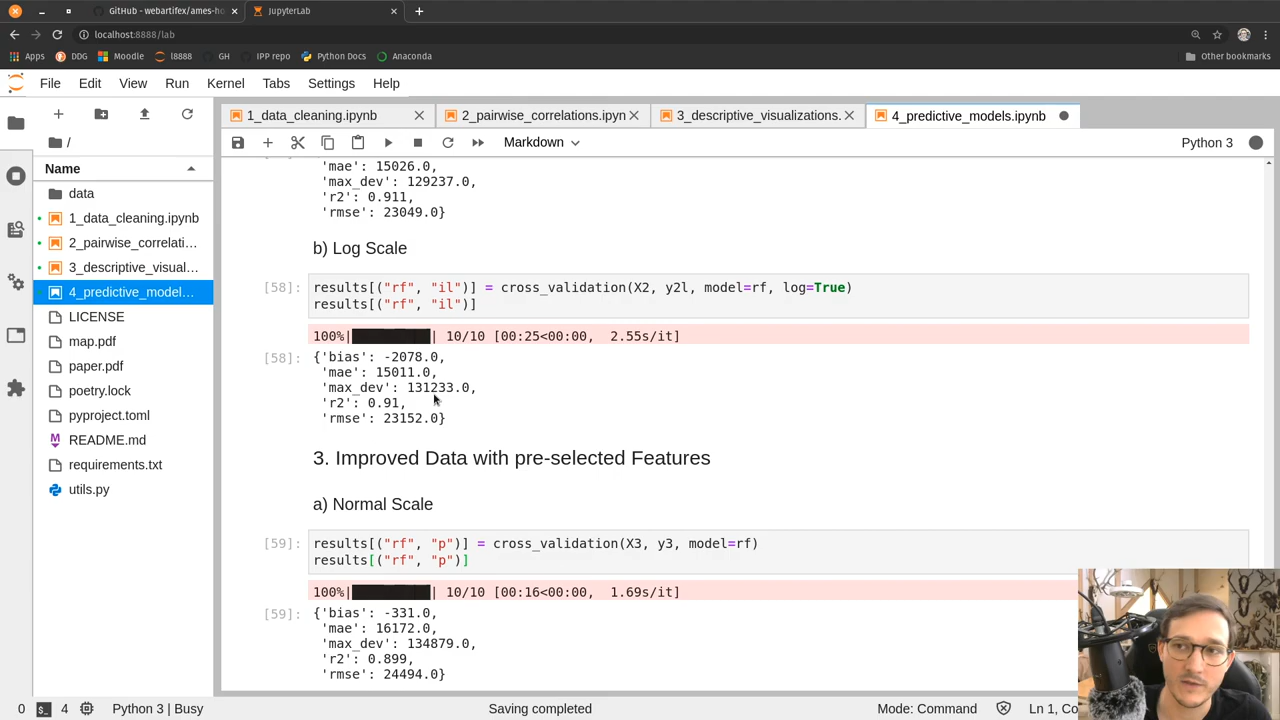 GitHub - webartifex/ames-ho
JupyterLab
localhost:8888/lab
Apps
DDG
Moodle
l8888
GH
IPP repo
Python Docs
Anaconda
Other bookmarks
File
Edit
View
Run
Kernel
Tabs
Settings
Help
1_data_cleaning.ipynb
2_pairwise_correlations.ipyn
3_descriptive_visualizations.
4_predictive_models.ipynb
Markdown
Python 3
/
Name
data
1_data_cleaning.ipynb
2_pairwise_correlati…
3_descriptive_visual…
4_predictive_model…
LICENSE
map.pdf
paper.pdf
poetry.lock
pyproject.toml
README.md
requirements.txt
utils.py
'mae': 15026.0,
'max_dev': 129237.0,
'r2': 0.911,
'rmse': 23049.0}
b) Log Scale
[58]: results[("rf", "il")] = cross_validation(X2, y2l, model=rf, log=True)
results[("rf", "il")]
100%|██████████| 10/10 [00:25<00:00, 2.55s/it]
[58]: {'bias': -2078.0,
'mae': 15011.0,
'max_dev': 131233.0,
'r2': 0.91,
'rmse': 23152.0}
3. Improved Data with pre-selected Features
a) Normal Scale
[59]: results[("rf", "p")] = cross_validation(X3, y3, model=rf)
results[("rf", "p")]
100%|██████████| 10/10 [00:16<00:00, 1.69s/it]
[59]: {'bias': -331.0,
'mae': 16172.0,
'max_dev': 134879.0,
'r2': 0.899,
'rmse': 24494.0}
0
4
Python 3 | Busy
Saving completed
Mode: Command
Ln 1, Co